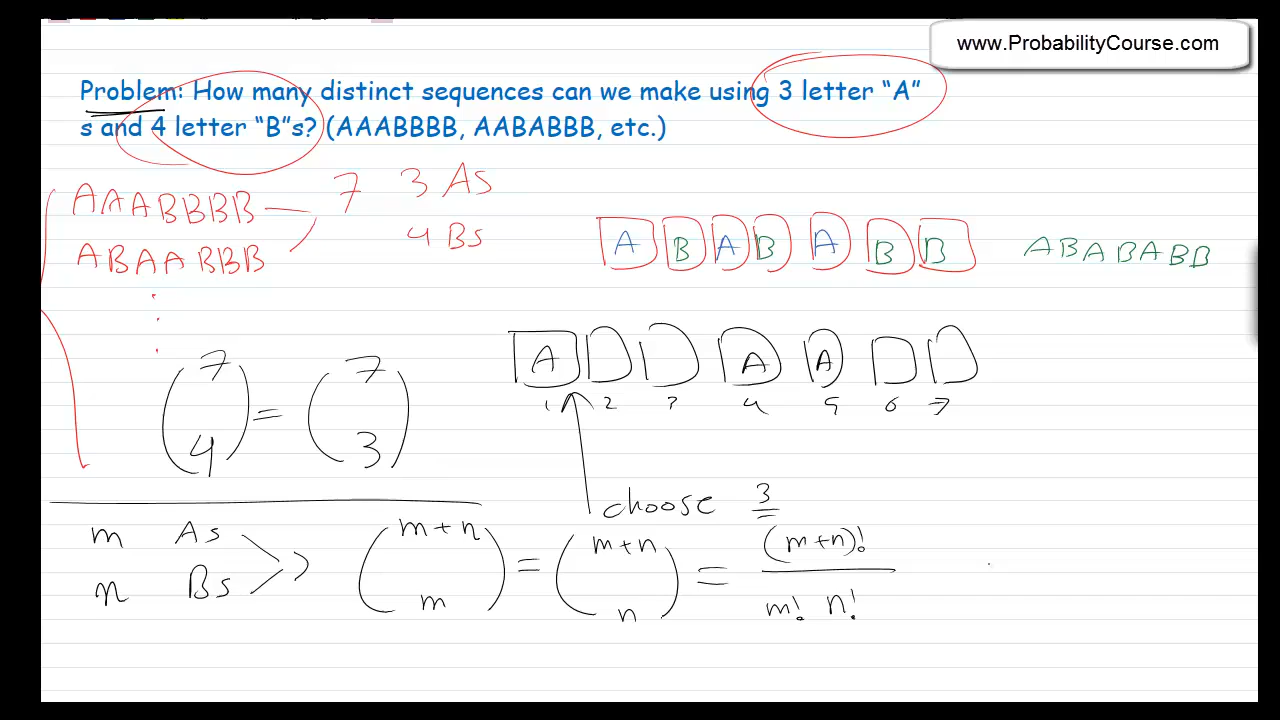 www.ProbabilityCourse.com
Problem: How many distinct sequences can we make using 3 letter “A”
s and 4 letter “B”s? (AAABBBB, AABABBB, etc.)
AAABBBB 7 3 As
ABAABBB 4 Bs
A B A B A B B ABABABB
A A A
1 2 3 4 5 6 7
(7 4) = (7 3)
choose 3
m As
n Bs
(m+n m) = (m+n n) = (m+n)! / m! n!